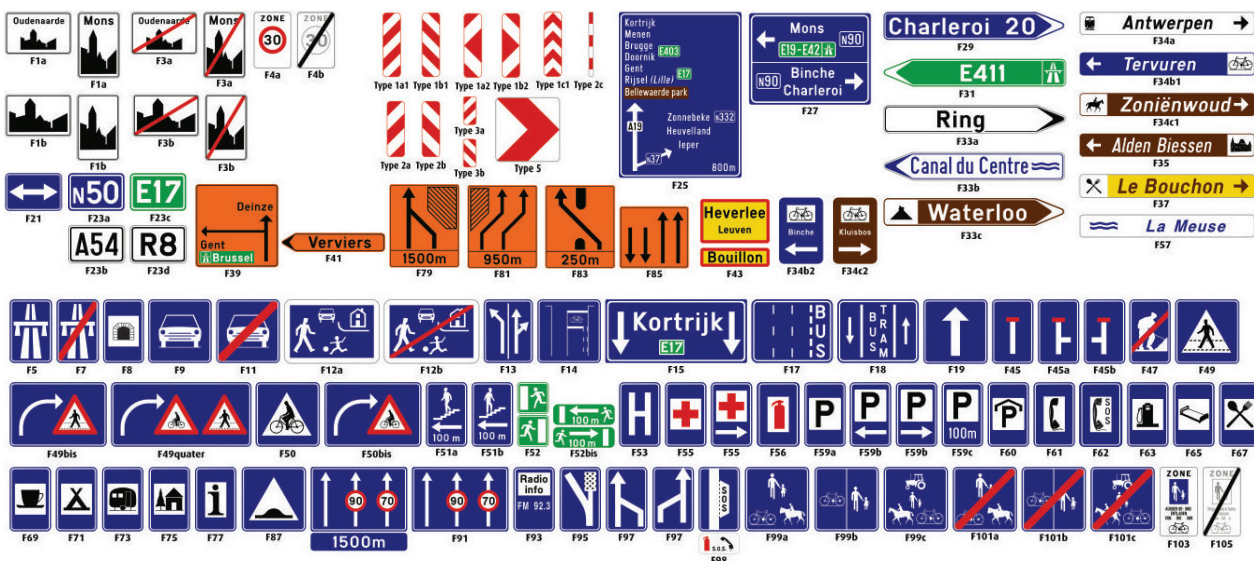 Oudenaarde
F1a
Mons
F1a
Oudenaarde
F3a
Mons
F3a
ZONE
30
F4a
ZONE
30
F4b
F1b
F1b
F3b
F3b
F21
N50
F23a
E17
F23c
A54
F23b
R8
F23d
Type 1a1
Type 1b1
Type 1a2
Type 1b2
Type 1c1
Type 2c
Type 2a
Type 2b
Type 3a
Type 3b
Type 5
Deinze
Gent
Brussel
F39
Verviers
F41
1500m
F79
950m
F81
250m
F83
F85
Kortrijk
Menen
Brugge
Doornik
E403
Gent
Rijsel (Lille)
E17
Bellewaerde park
A19
Zonnebeke
N332
Heuvelland
Ieper
N37
800m
F25
Mons
E19-E42
N90
N90
Binche
Charleroi
F27
Heverlee
Leuven
Bouillon
F43
Binche
F34b2
Kluisbos
F34c2
Charleroi 20
F29
E411
F31
Ring
F33a
Canal du Centre
F33b
Waterloo
F33c
Antwerpen
F34a
Tervuren
F34b1
Zoniënwoud
F34c1
Alden Biessen
F35
Le Bouchon
F37
La Meuse
F57
F5
F7
F8
F9
F11
F12a
F12b
F13
F14
Kortrijk
E17
F15
BUS
F17
BUS
TRAM
F18
F19
F45
F45a
F45b
F47
F49
F49bis
F49quater
F50
F50bis
100 m
F51a
100 m
F51b
F52
100 m
100 m
F52bis
H
F53
F55
F55
F56
P
F59a
P
F59b
P
F59b
P
100m
F59c
P
F60
F61
SOS
F62
F63
F65
F67
F69
F71
F73
F75
i
F77
F87
90
70
1500m
90
70
F91
Radio
info
FM 92.3
F93
F95
F97
F97
SOS
S.O.S.
F98
F99a
F99b
F99c
F101a
F101b
F101c
ZONE
F103
ZONE
F105